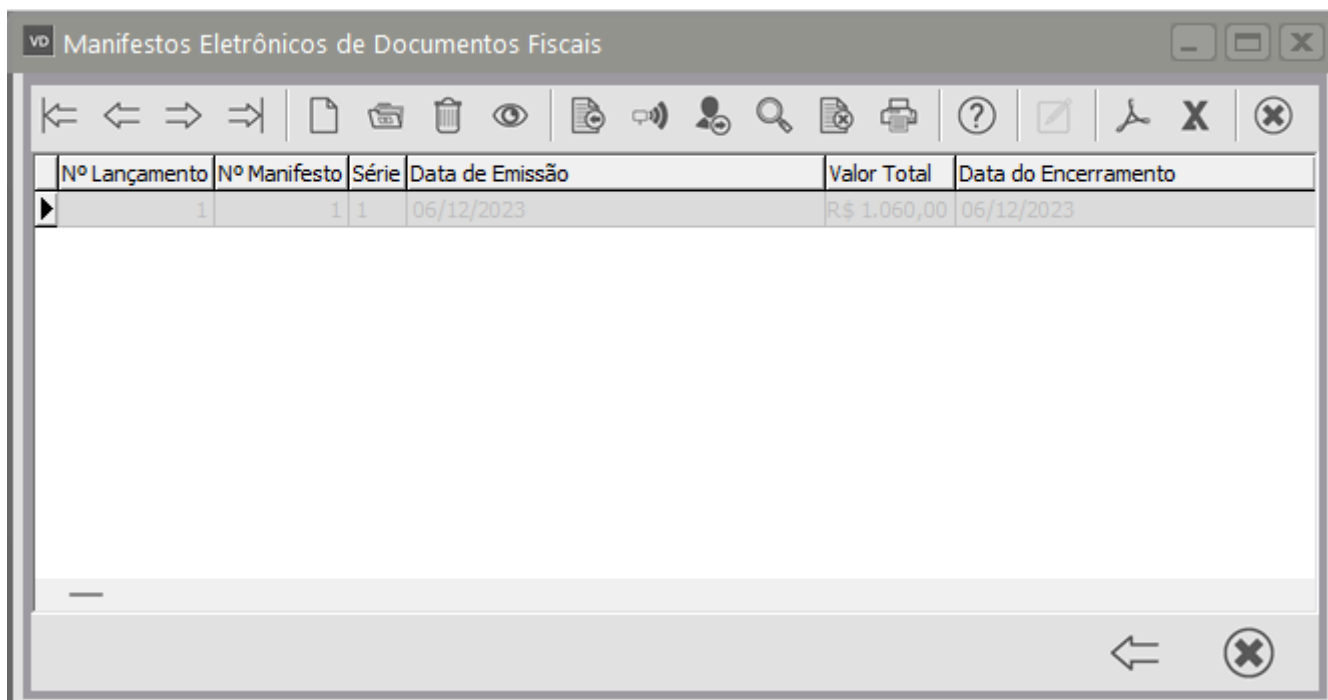 VD Manifestos Eletrônicos de Documentos Fiscais
Nº Lançamento Nº Manifesto Série Data de Emissão Valor Total Data do Encerramento
1 1 1 06/12/2023 R$ 1.060,00 06/12/2023